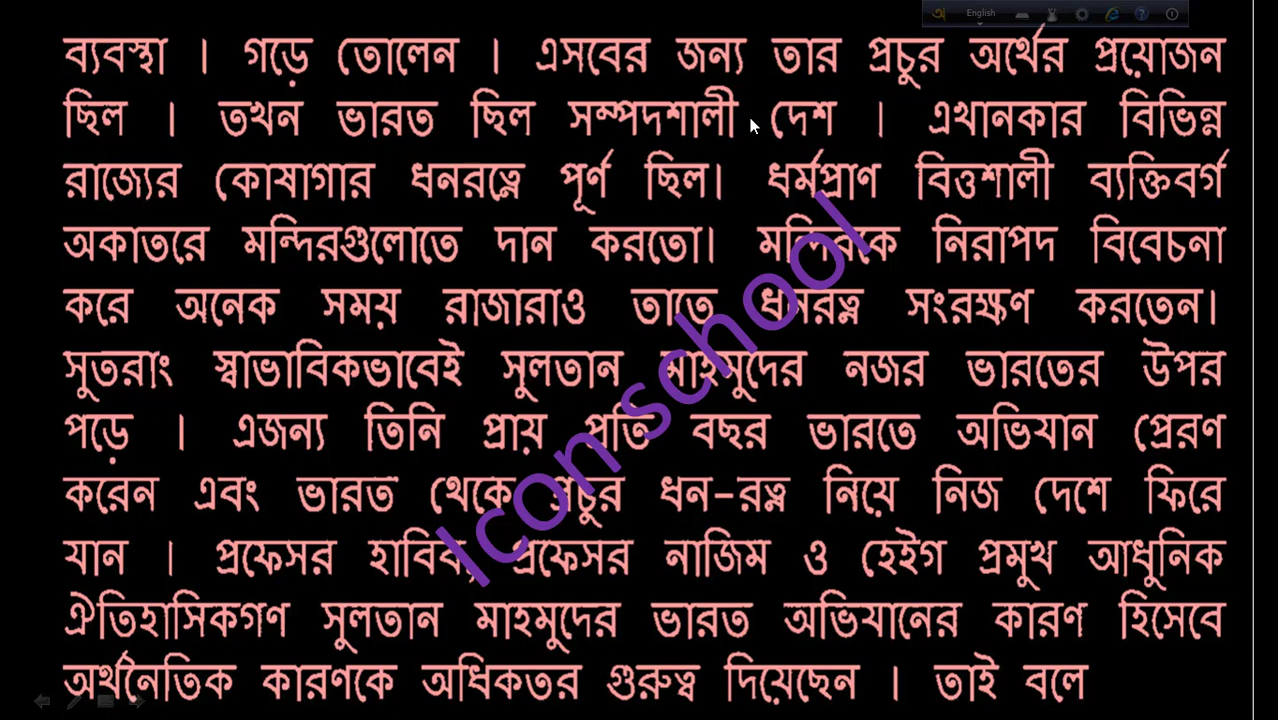 English
ব্যবস্থা । গড়ে তোলেন । এসবের জন্য তার প্রচুর অর্থের প্রয়োজন
ছিল । তখন ভারত ছিল সম্পদশালী দেশ । এখানকার বিভিন্ন
রাজ্যের কোষাগার ধনরত্নে পূর্ণ ছিল। ধর্মপ্রাণ বিত্তশালী ব্যক্তিবর্গ
অকাতরে মন্দিরগুলোতে দান করতো। মন্দিরকে নিরাপদ বিবেচনা
করে অনেক সময় রাজারাও তাতে ধনরত্ন সংরক্ষণ করতেন।
সুতরাং স্বাভাবিকভাবেই সুলতান মাহমুদের নজর ভারতের উপর
পড়ে । এজন্য তিনি প্রায় প্রতি বছর ভারতে অভিযান প্রেরণ
করেন এবং ভারত থেকে প্রচুর ধন-রত্ন নিয়ে নিজ দেশে ফিরে
যান । প্রফেসর হাবিব, প্রফেসর নাজিম ও হেইগ প্রমুখ আধুনিক
ঐতিহাসিকগণ সুলতান মাহমুদের ভারত অভিযানের কারণ হিসেবে
অর্থনৈতিক কারণকে অধিকতর গুরুত্ব দিয়েছেন । তাই বলে
Icon school